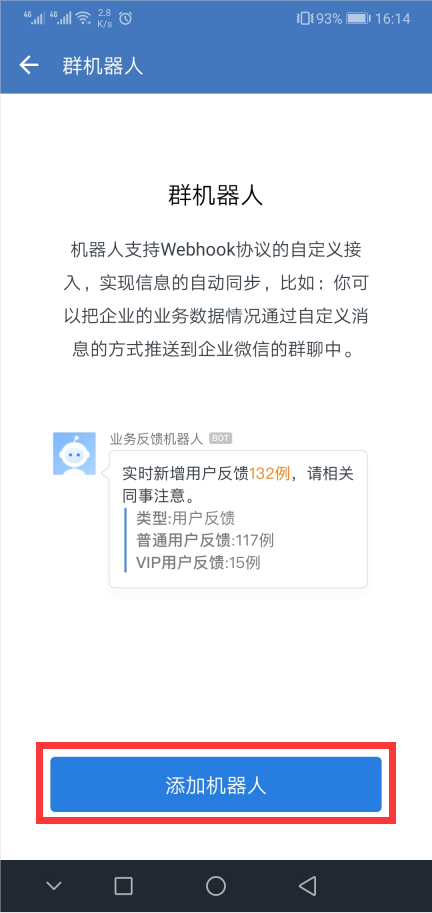 4G 4G 2.8 K/s 93% 16:14
群机器人
群机器人
机器人支持Webhook协议的自定义接
入，实现信息的自动同步，比如：你可
以把企业的业务数据情况通过自定义消
息的方式推送到企业微信的群聊中。
业务反馈机器人 BOT
实时新增用户反馈132例，请相关
同事注意。
类型:用户反馈
普通用户反馈:117例
VIP用户反馈:15例
添加机器人